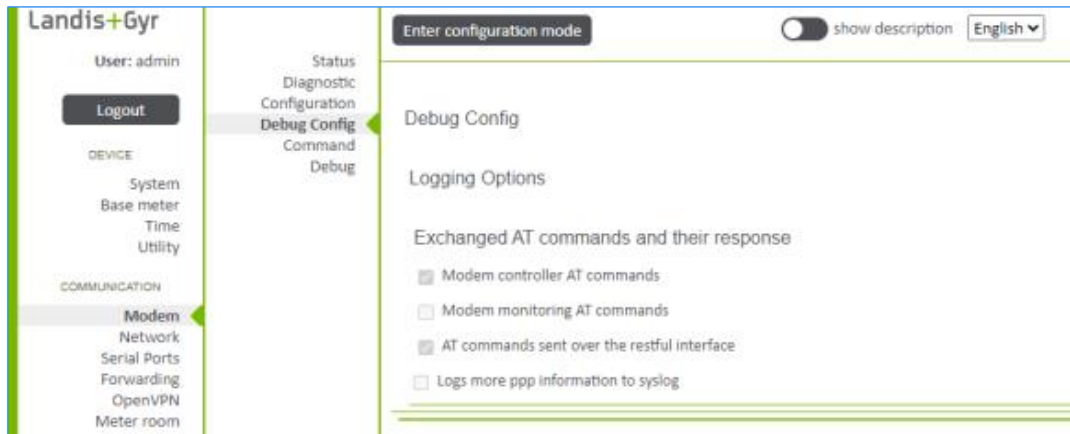 Landis+Gyr
User: admin
Logout
DEVICE
System
Base meter
Time
Utility
COMMUNICATION
Modem
Network
Serial Ports
Forwarding
OpenVPN
Meter room
Status
Diagnostic
Configuration
Debug Config
Command
Debug
Enter configuration mode
show description
English
Debug Config
Logging Options
Exchanged AT commands and their response
Modem controller AT commands
Modem monitoring AT commands
AT commands sent over the restful interface
Logs more ppp information to syslog